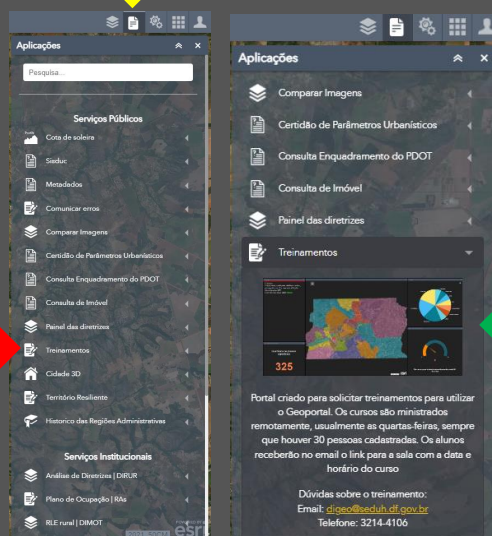 Aplicações
Pesquisa...
Serviços Públicos
Cota de soleira
Sisduc
Metadados
Comunicar erros
Comparar Imagens
Certidão de Parâmetros Urbanísticos
Consulta Enquadramento do PDOT
Consulta de Imóvel
Painel das diretrizes
Treinamentos
Cidade 3D
Território Resiliente
Historico das Regiões Administrativas
Serviços Institucionais
Análise de Diretrizes | DIRUR
Plano de Ocupação | RAs
RLE rural | DIMOT
esri
Aplicações
Comparar Imagens
Certidão de Parâmetros Urbanísticos
Consulta Enquadramento do PDOT
Consulta de Imóvel
Painel das diretrizes
Treinamentos
325
Portal criado para solicitar treinamentos para utilizar
o Geoportal. Os cursos são ministrados
remotamente, usualmente as quartas-feiras, sempre
que houver 30 pessoas cadastradas. Os alunos
receberão no email o link para a sala com a data e
horário do curso
Dúvidas sobre o treinamento:
Email: digeo@seduh.df.gov.br
Telefone: 3214-4106